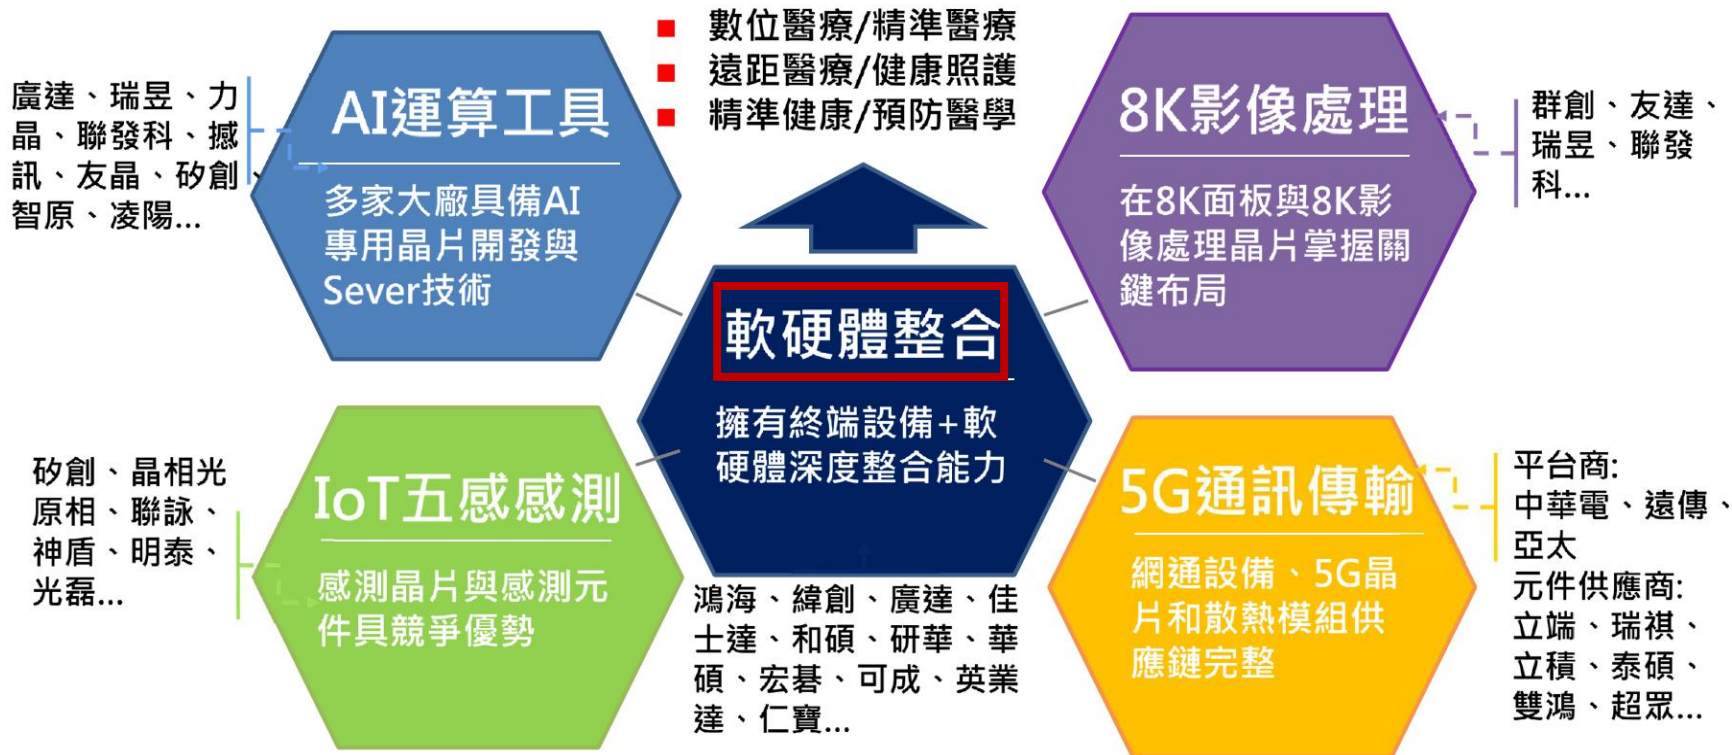 數位醫療/精準醫療
遠距醫療/健康照護
精準健康/預防醫學
廣達、瑞昱、力
晶、聯發科、撼
訊、友晶、矽創、
智原、凌陽...
AI運算工具
多家大廠具備AI
專用晶片開發與
Sever技術
8K影像處理
在8K面板與8K影
像處理晶片掌握關
鍵布局
群創、友達、
瑞昱、聯發
科...
軟硬體整合
擁有終端設備+軟
硬體深度整合能力
鴻海、緯創、廣達、佳
士達、和碩、研華、華
碩、宏碁、可成、英業
達、仁寶...
矽創、晶相光
原相、聯詠、
神盾、明泰、
光磊...
IoT五感感測
感測晶片與感測元
件具競爭優勢
5G通訊傳輸
網通設備、5G晶
片和散熱模組供
應鏈完整
平台商:
中華電、遠傳、
亞太
元件供應商:
立端、瑞祺、
立積、泰碩、
雙鴻、超眾...